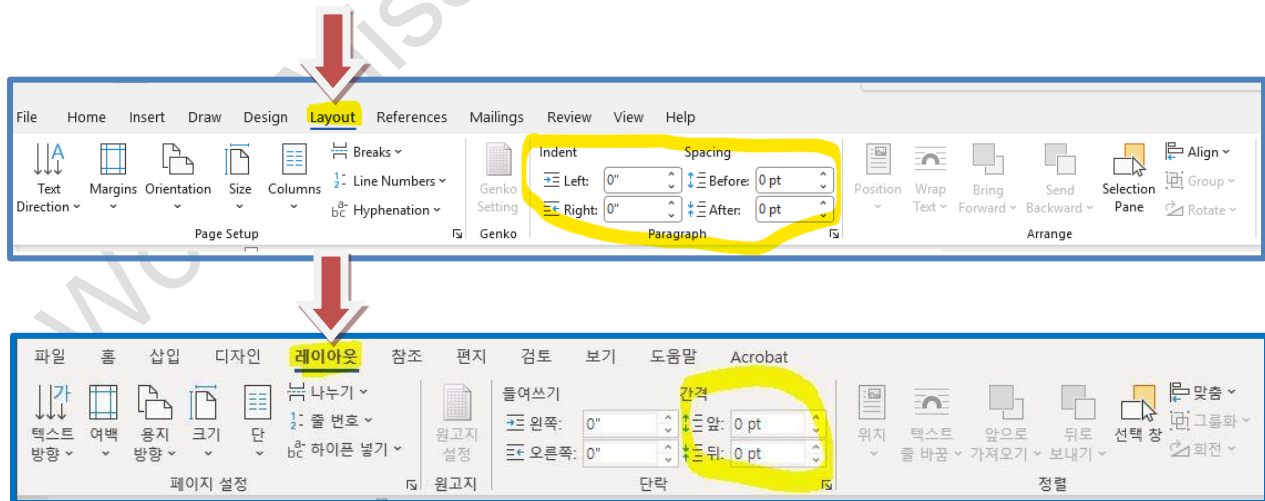 File Home Insert Draw Design Layout References Mailings Review View Help
Text Direction Margins Orientation Size Columns Breaks Line Numbers Hyphenation
Page Setup
Genko Setting
Genko
Indent Spacing
Left: 0" Before: 0 pt
Right: 0" After: 0 pt
Paragraph
Position Wrap Text Bring Forward Send Backward Selection Pane Align Group Rotate
Arrange
파일 홈 삽입 디자인 레이아웃 참조 편지 검토 보기 도움말 Acrobat
텍스트 방향 여백 용지 방향 크기 단 나누기 줄 번호 하이픈 넣기
페이지 설정
원고지 설정
원고지
들여쓰기 간격
왼쪽: 0" 앞: 0 pt
오른쪽: 0" 뒤: 0 pt
단락
위치 텍스트 줄 바꿈 앞으로 가져오기 뒤로 보내기 선택 창 맞춤 그룹화 회전
정렬